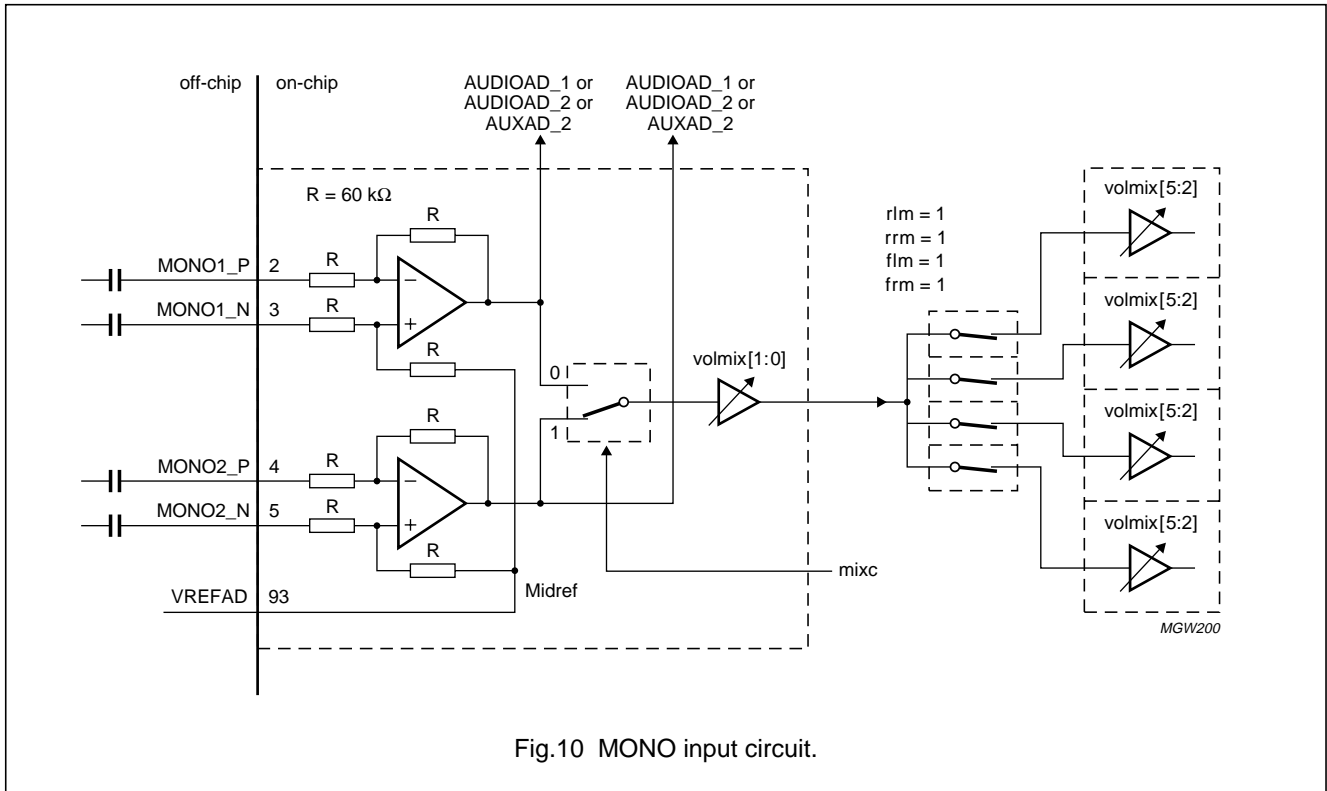 off-chip on-chip
AUDIOAD_1 or
AUDIOAD_2 or
AUXAD_2
AUDIOAD_1 or
AUDIOAD_2 or
AUXAD_2
R = 60 kΩ
R
MONO1_P 2 R
−
MONO1_N 3 R
+
R
0
1
volmix[1:0]
R
MONO2_P 4 R
−
MONO2_N 5 R
+
R
VREFAD 93
Midref
mixc
rlm = 1
rrm = 1
flm = 1
frm = 1
volmix[5:2]
volmix[5:2]
volmix[5:2]
volmix[5:2]
MGW200
Fig.10 MONO input circuit.